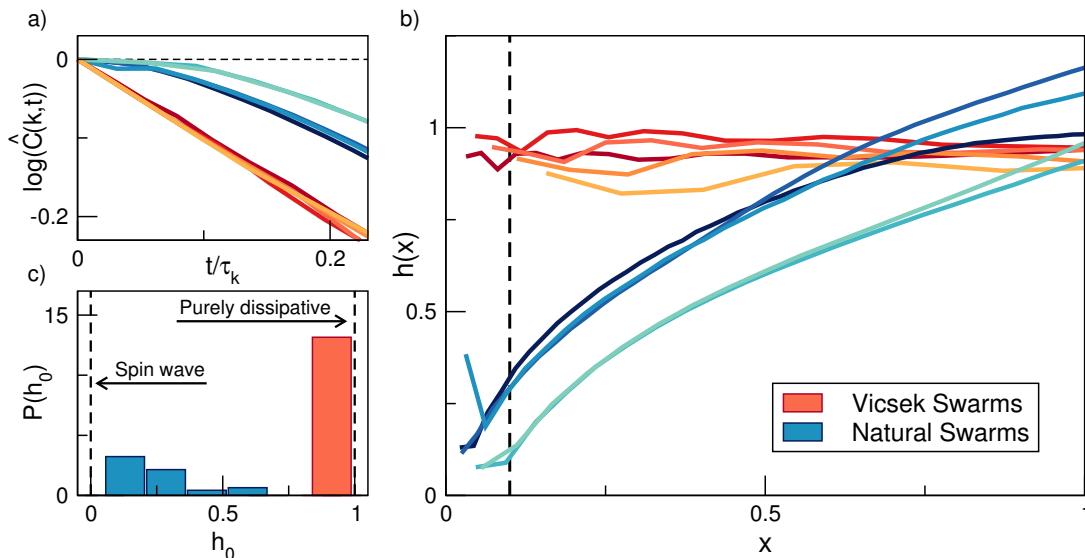 a)
0
-0.2
log(Ĉ(k,t))
0
0.2
t/τk
b)
1
0.5
0
h(x)
0
0.5
1
x
Vicsek Swarms
Natural Swarms
c)
15
0
P(h0)
Purely dissipative
Spin wave
0
0.5
1
h0